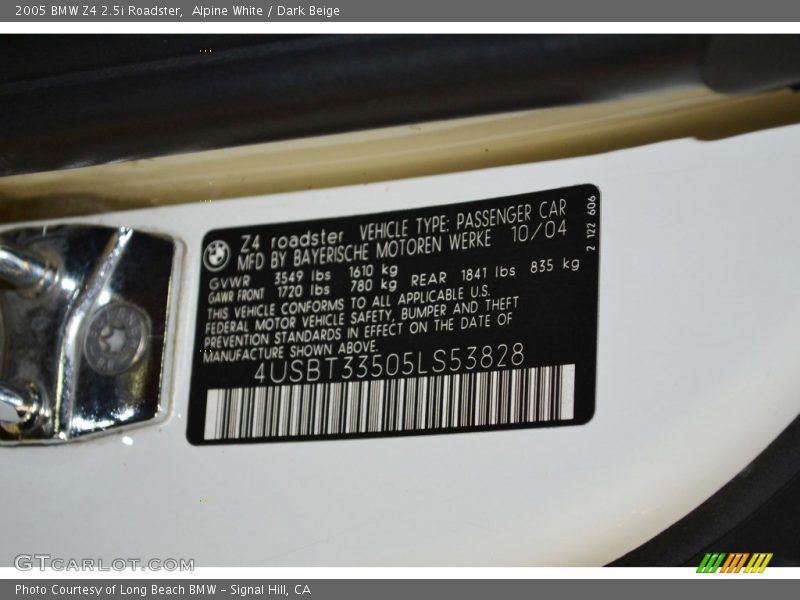 2005 BMW Z4 2.5i Roadster,  Alpine White / Dark Beige
Z4 roadster VEHICLE TYPE: PASSENGER CAR
MFD BY BAYERISCHE MOTOREN WERKE 10/04
GVWR 3549 lbs 1610 kg
GAWR FRONT 1720 lbs 780 kg REAR 1841 lbs 835 kg
THIS VEHICLE CONFORMS TO ALL APPLICABLE U.S.
FEDERAL MOTOR VEHICLE SAFETY, BUMPER AND THEFT
PREVENTION STANDARDS IN EFFECT ON THE DATE OF
MANUFACTURE SHOWN ABOVE.
4USBT33505LS53828
2 122 606
GTCARLOT.COM
Photo Courtesy of Long Beach BMW – Signal Hill, CA